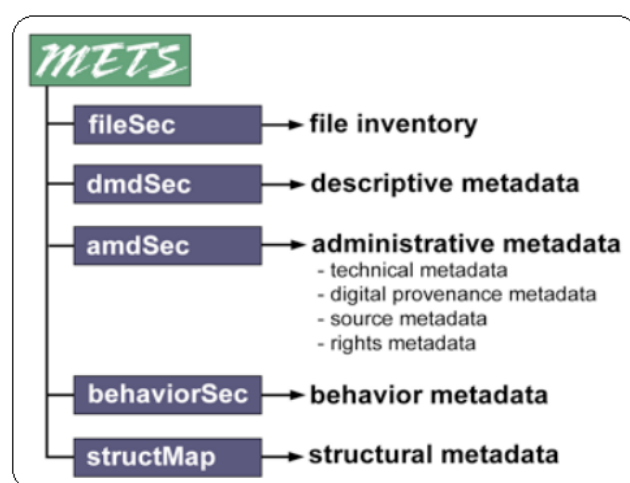 METS
fileSec
file inventory
dmdSec
descriptive metadata
amdSec
administrative metadata
- technical metadata
- digital provenance metadata
- source metadata
- rights metadata
behaviorSec
behavior metadata
structMap
structural metadata